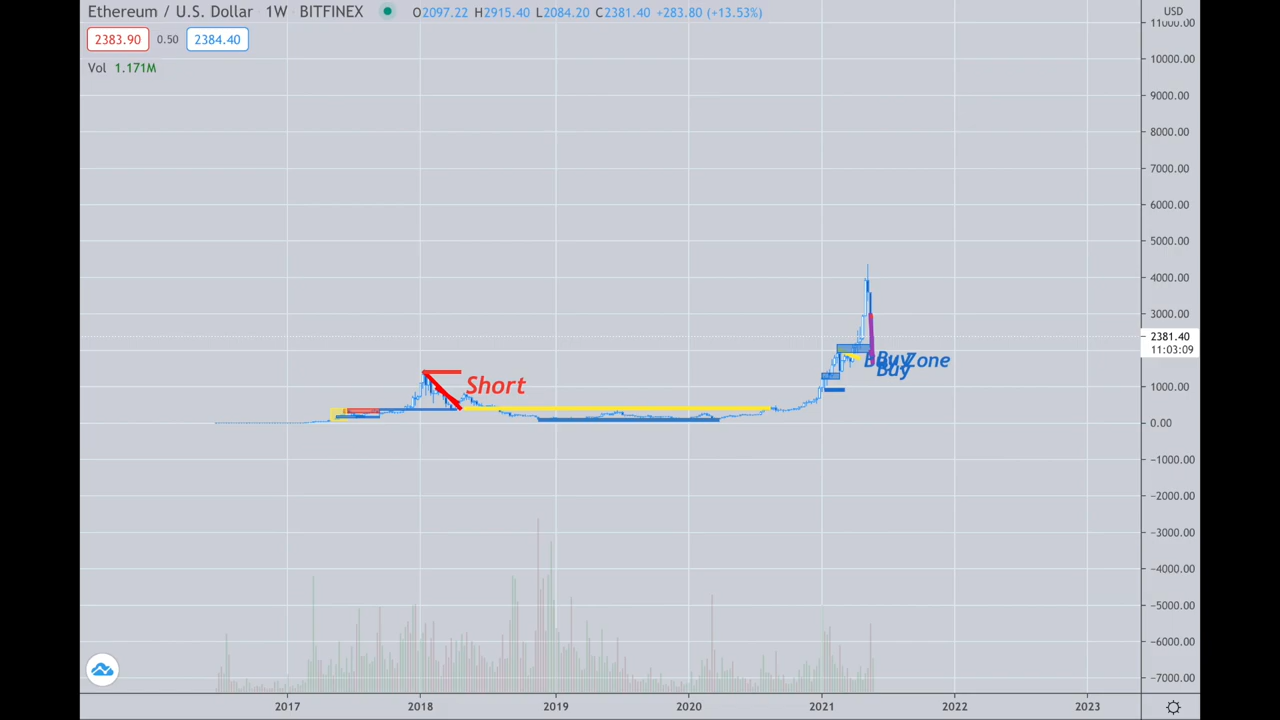 Ethereum / U.S. Dollar 1W BITFINEX O2097.22 H2915.40 L2084.20 C2381.40 +283.80 (+13.53%)
2383.90 0.50 2384.40
Vol 1.171M
USD
11000.00
10000.00
9000.00
8000.00
7000.00
6000.00
5000.00
4000.00
3000.00
2381.40
11:03:09
1000.00
0.00
−1000.00
−2000.00
−3000.00
−4000.00
−5000.00
−6000.00
−7000.00
Short
Buy Zone
Buy
Buy
2017 2018 2019 2020 2021 2022 2023